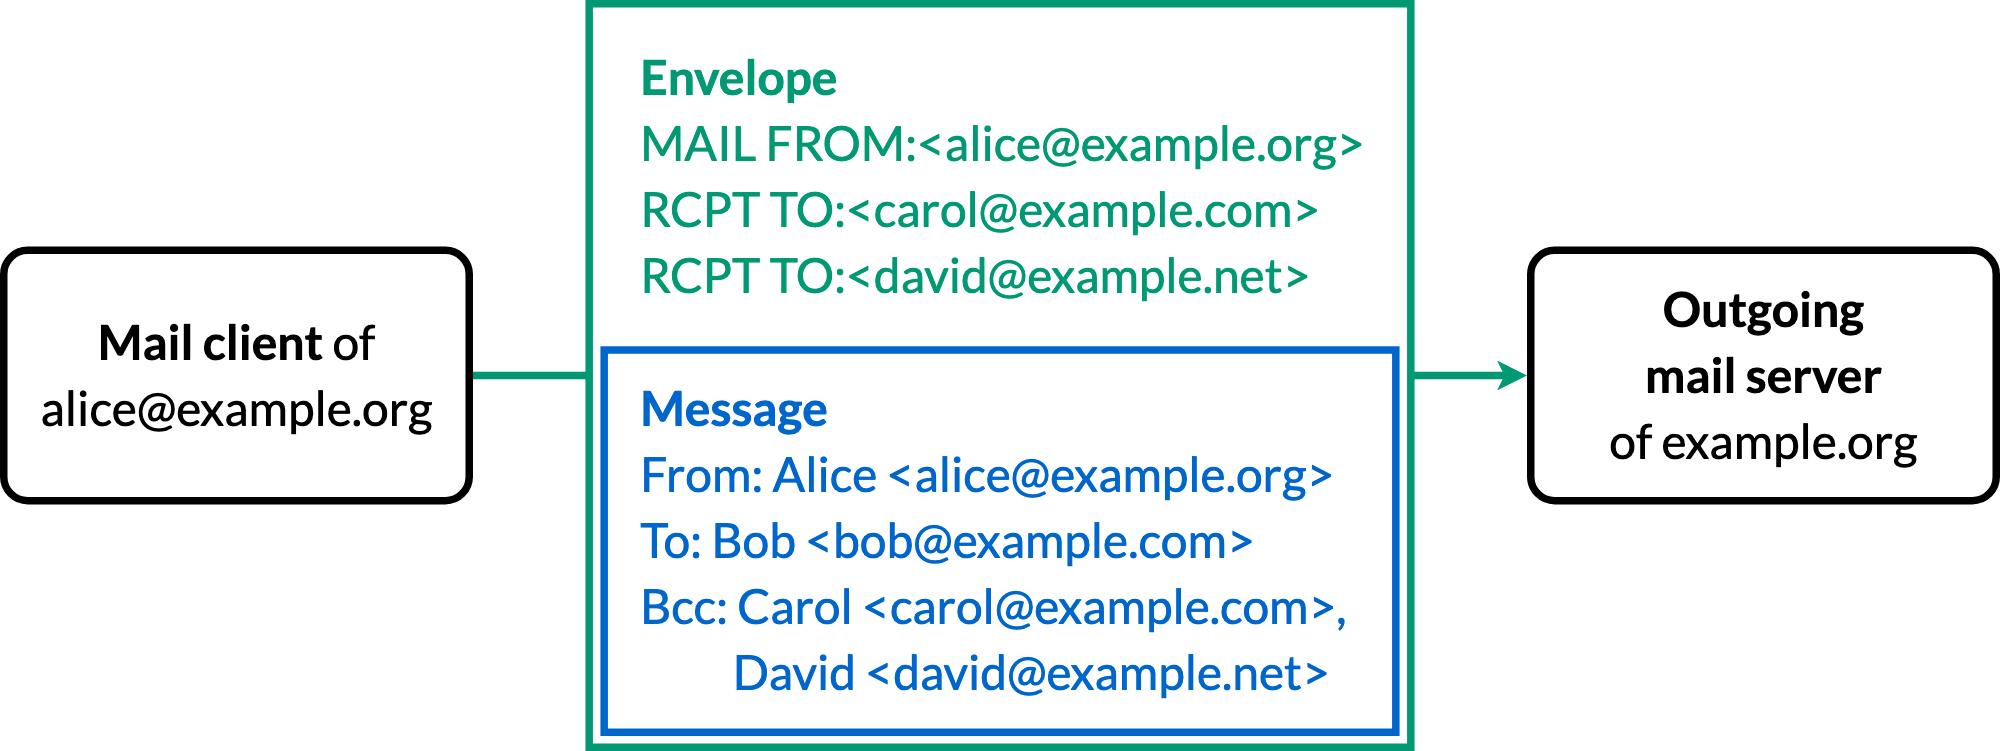 Mail client of
alice@example.org
Envelope
MAIL FROM:<alice@example.org>
RCPT TO:<carol@example.com>
RCPT TO:<david@example.net>
Message
From: Alice <alice@example.org>
To: Bob <bob@example.com>
Bcc: Carol <carol@example.com>,
David <david@example.net>
Outgoing
mail server
of example.org